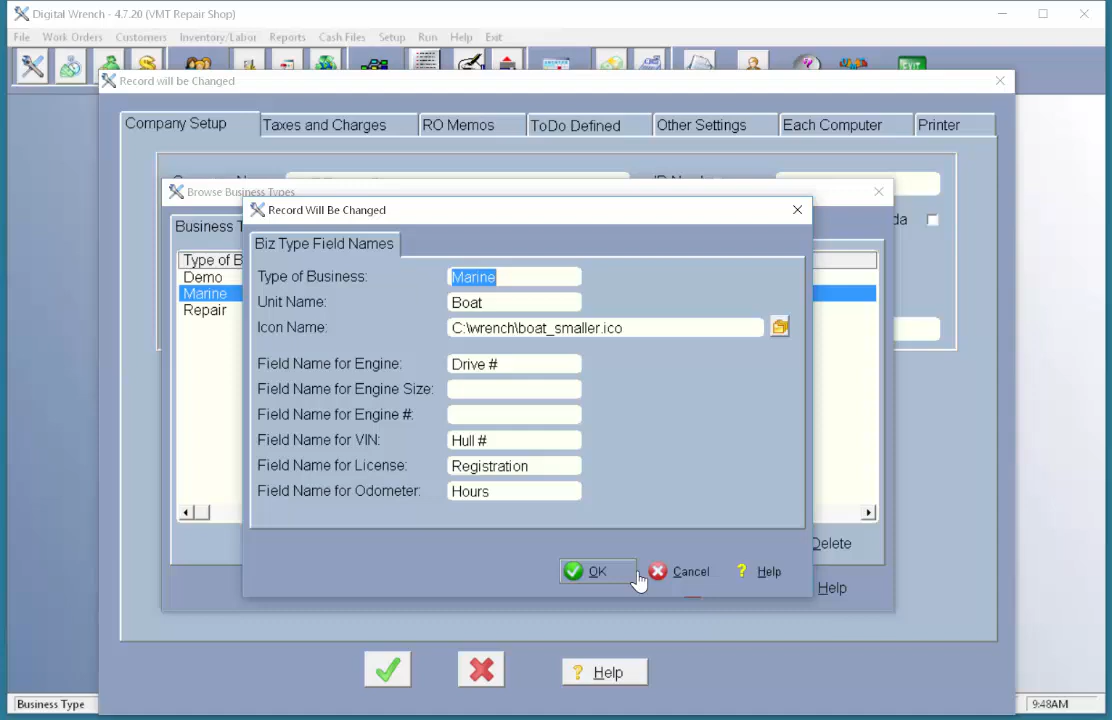 Digital Wrench - 4.7.20 (VMT Repair Shop)
File Work Orders Customers Inventory/Labor Reports Cash Files Setup Run Help Exit
EXIT
Record will be Changed
Company Setup Taxes and Charges RO Memos ToDo Defined Other Settings Each Computer Printer
Browse Business Types
Business T
Type of B
Demo
Marine
Repair
da
Record Will Be Changed
Biz Type Field Names
Type of Business: Marine
Unit Name: Boat
Icon Name: C:\wrench\boat_smaller.ico
Field Name for Engine: Drive #
Field Name for Engine Size:
Field Name for Engine #:
Field Name for VIN: Hull #
Field Name for License: Registration
Field Name for Odometer: Hours
OK Cancel ? Help
Delete
Help
? Help
Business Type 9:48AM